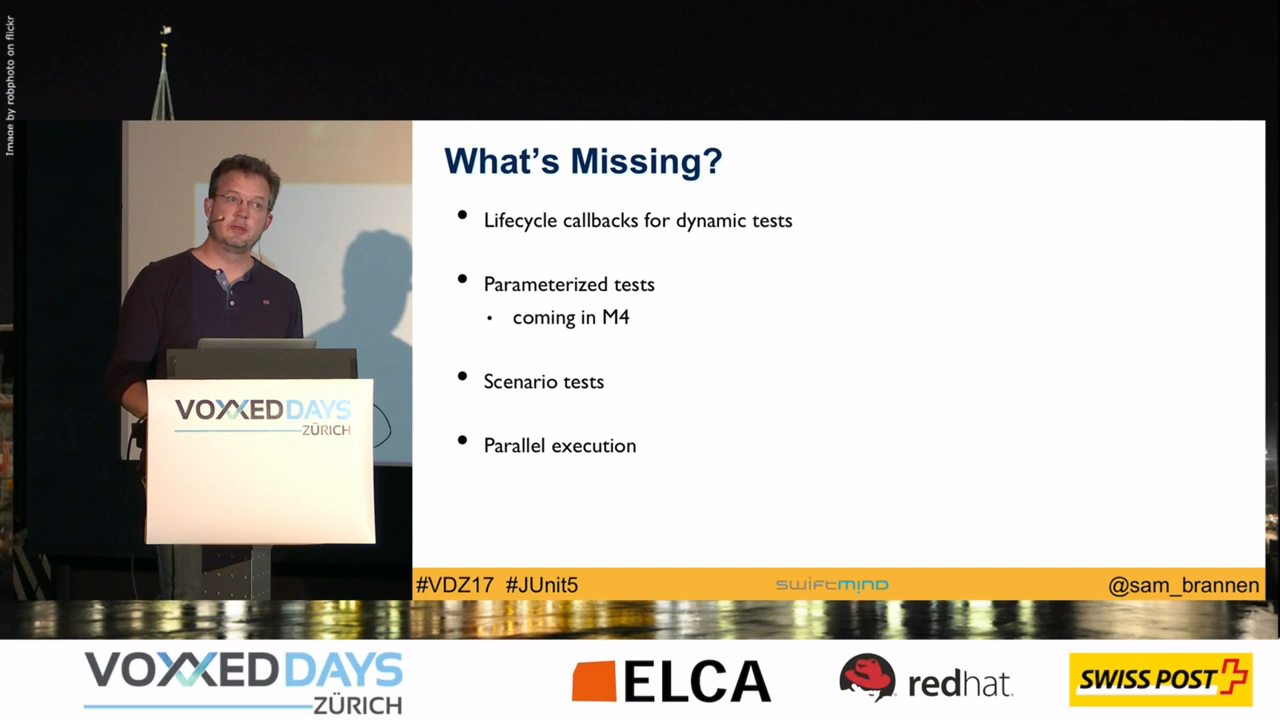 Image by robphoto on flickr
What's Missing?
• Lifecycle callbacks for dynamic tests
• Parameterized tests
• coming in M4
• Scenario tests
• Parallel execution
VOXXED DAYS
ZÜRICH
#VDZ17 #JUnit5
swiftmind
@sam_brannen
VOXXED DAYS
ZÜRICH
ELCA
redhat.
SWISS POST